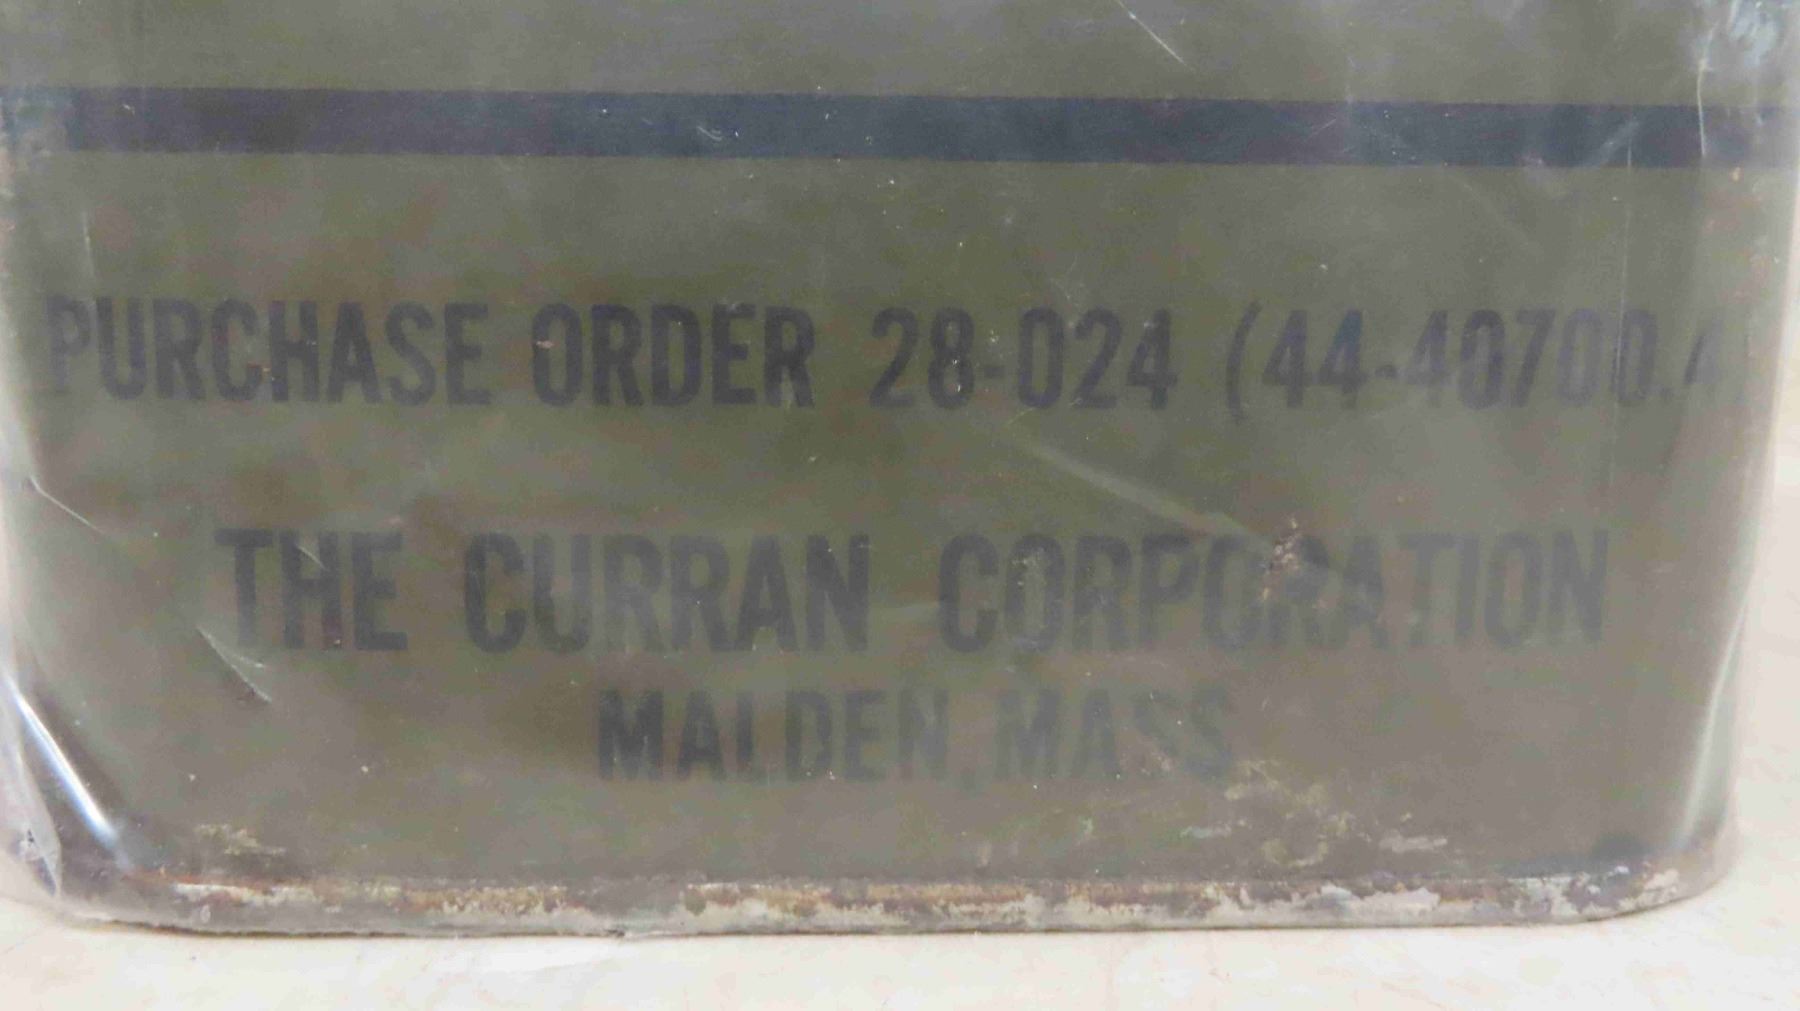 PURCHASE ORDER 28-024 (44-40700.4
THE CURRAN CORPORATION
MALDEN, MASS